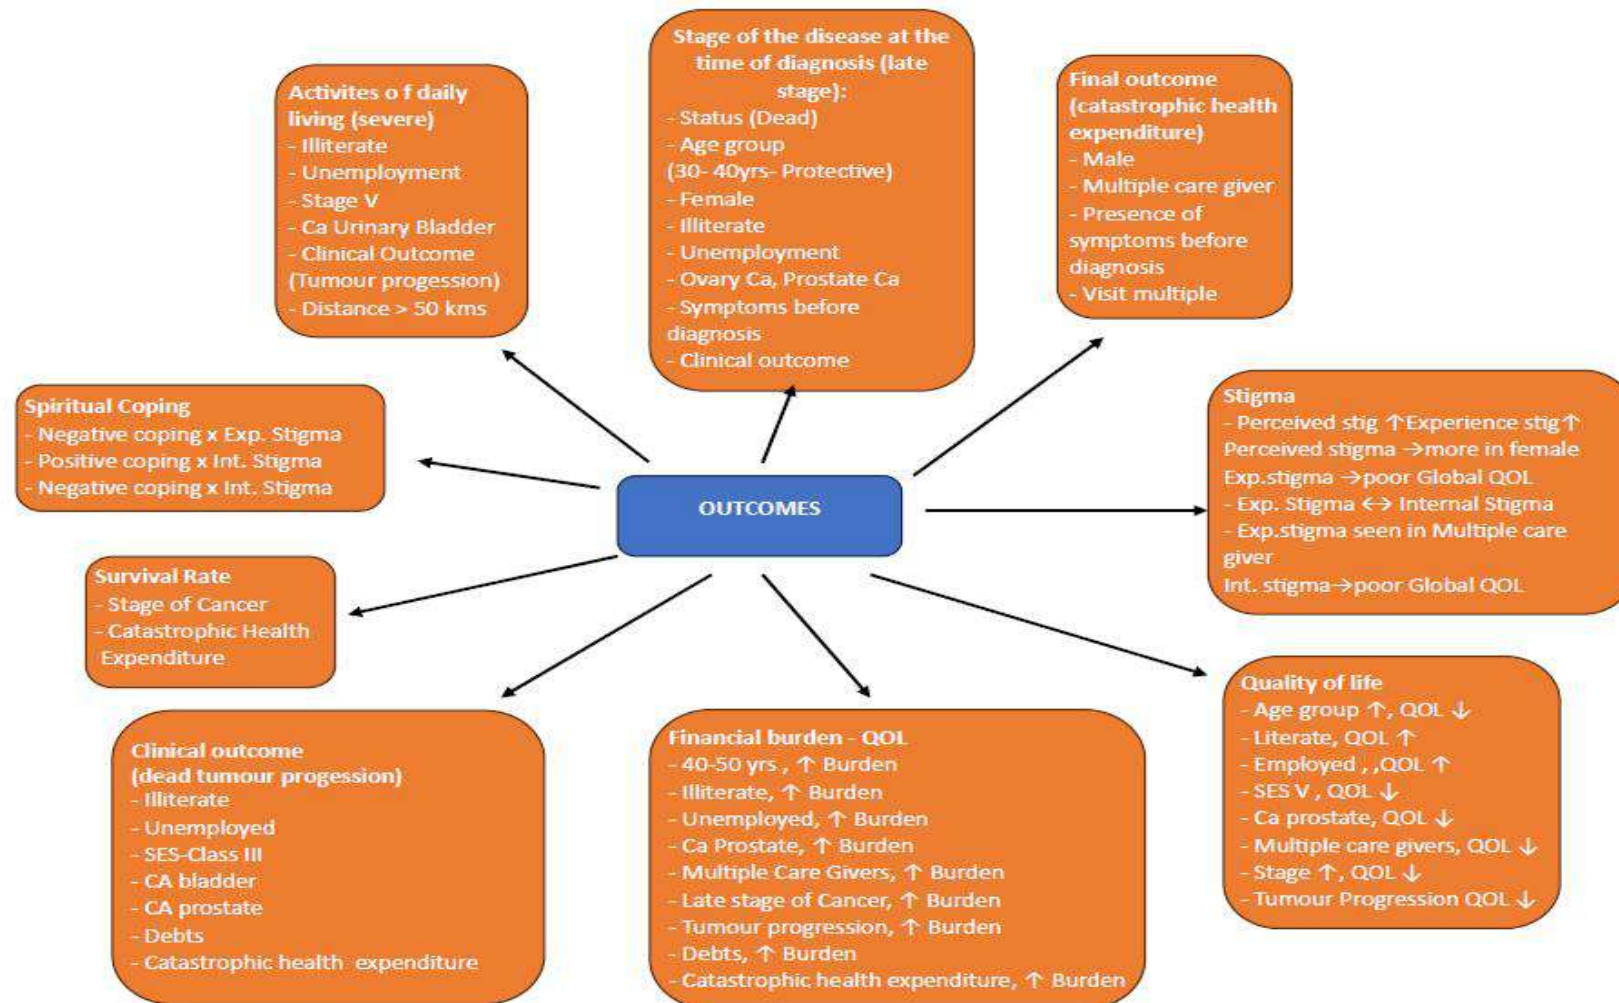 Activites o f daily
living (severe)
- Illiterate
- Unemployment
- Stage V
- Ca Urinary Bladder
- Clinical Outcome
(Tumour progession)
- Distance > 50 kms
Stage of the disease at the
time of diagnosis (late
stage):
- Status (Dead)
- Age group
(30- 40yrs- Protective)
- Female
- Illiterate
- Unemployment
- Ovary Ca, Prostate Ca
- Symptoms before
diagnosis
- Clinical outcome
Final outcome
(catastrophic health
expenditure)
- Male
- Multiple care giver
- Presence of
symptoms before
diagnosis
- Visit multiple
Spiritual Coping
- Negative coping x Exp. Stigma
- Positive coping x Int. Stigma
- Negative coping x Int. Stigma
OUTCOMES
Stigma
- Perceived stig ↑Experience stig↑
Perceived stigma →more in female
Exp.stigma →poor Global QOL
- Exp. Stigma ↔ Internal Stigma
- Exp.stigma seen in Multiple care
giver
Int. stigma→poor Global QOL
Survival Rate
- Stage of Cancer
- Catastrophic Health
Expenditure
Clinical outcome
(dead tumour progession)
- Illiterate
- Unemployed
- SES-Class III
- CA bladder
- CA prostate
- Debts
- Catastrophic health expenditure
Financial burden - QOL
- 40-50 yrs , ↑ Burden
- Illiterate, ↑ Burden
- Unemployed, ↑ Burden
- Ca Prostate, ↑ Burden
- Multiple Care Givers, ↑ Burden
- Late stage of Cancer, ↑ Burden
- Tumour progression, ↑ Burden
- Debts, ↑ Burden
- Catastrophic health expenditure, ↑ Burden
Quality of life
- Age group ↑, QOL ↓
- Literate, QOL ↑
- Employed , ,QOL ↑
- SES V , QOL ↓
- Ca prostate, QOL ↓
- Multiple care givers, QOL ↓
- Stage ↑, QOL ↓
- Tumour Progression QOL ↓